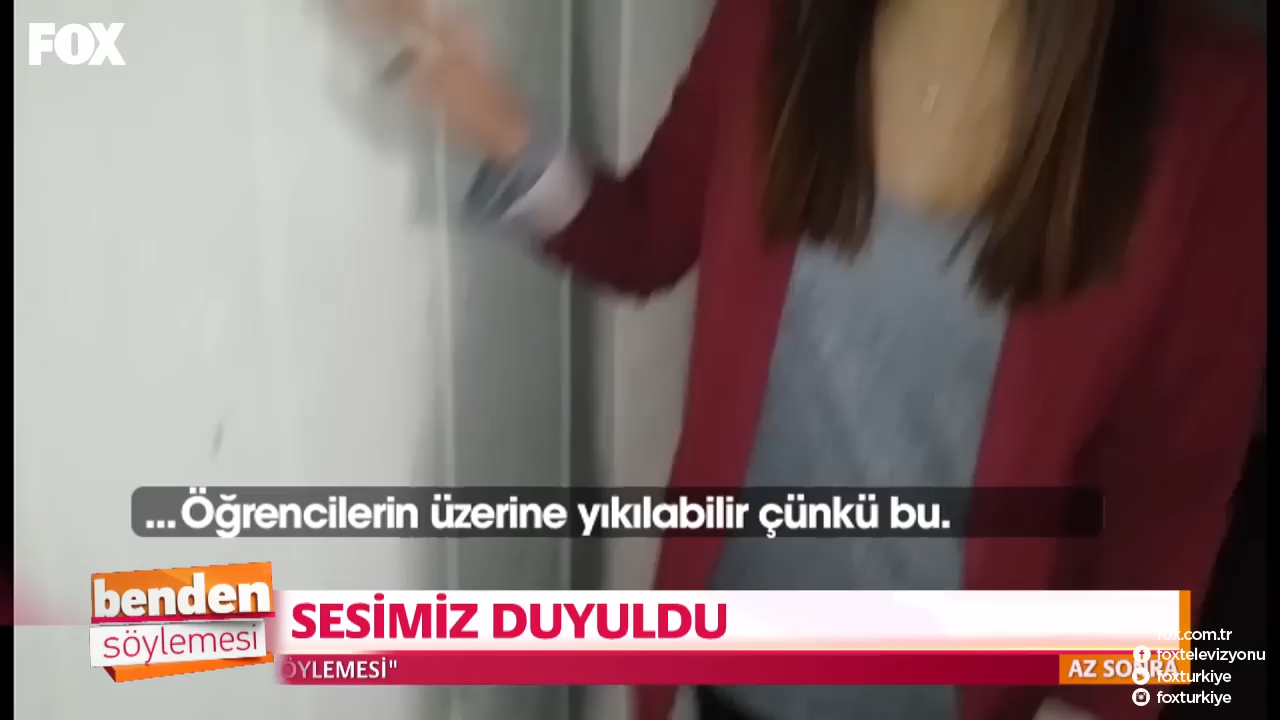 FOX
...Öğrencilerin üzerine yıkılabilir çünkü bu.
benden
söylemesi
SESİMİZ DUYULDU
ÖYLEMESİ"
AZ SONRA
fox.com.tr
foxtelevizyonu
foxturkiye
foxturkiye